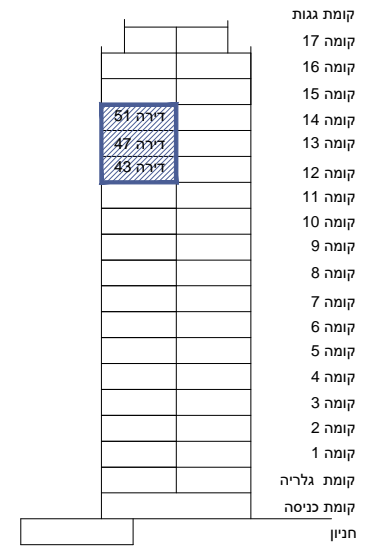 קומת גגות
קומה 17
קומה 16
קומה 15
קומה 14
דירה 51
קומה 13
דירה 47
קומה 12
דירה 43
קומה 11
קומה 10
קומה 9
קומה 8
קומה 7
קומה 6
קומה 5
קומה 4
קומה 3
קומה 2
קומה 1
קומת גלריה
קומת כניסה
חניון